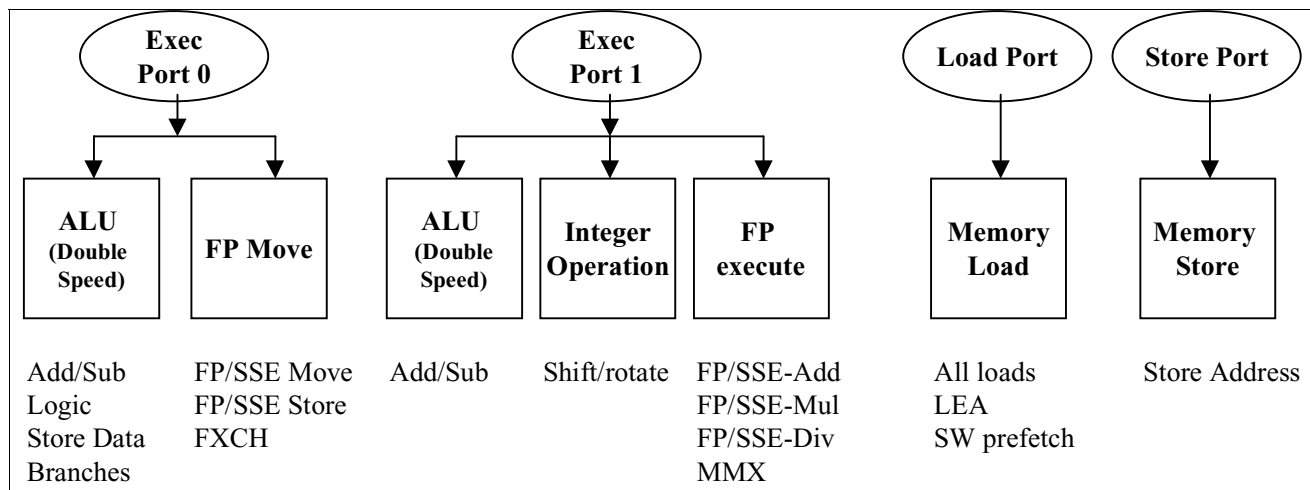 Exec
Port 0
Exec
Port 1
Load Port
Store Port
ALU
(Double
Speed)
FP Move
ALU
(Double
Speed)
Integer
Operation
FP
execute
Memory
Load
Memory
Store
Add/Sub
Logic
Store Data
Branches
FP/SSE Move
FP/SSE Store
FXCH
Add/Sub
Shift/rotate
FP/SSE-Add
FP/SSE-Mul
FP/SSE-Div
MMX
All loads
LEA
SW prefetch
Store Address